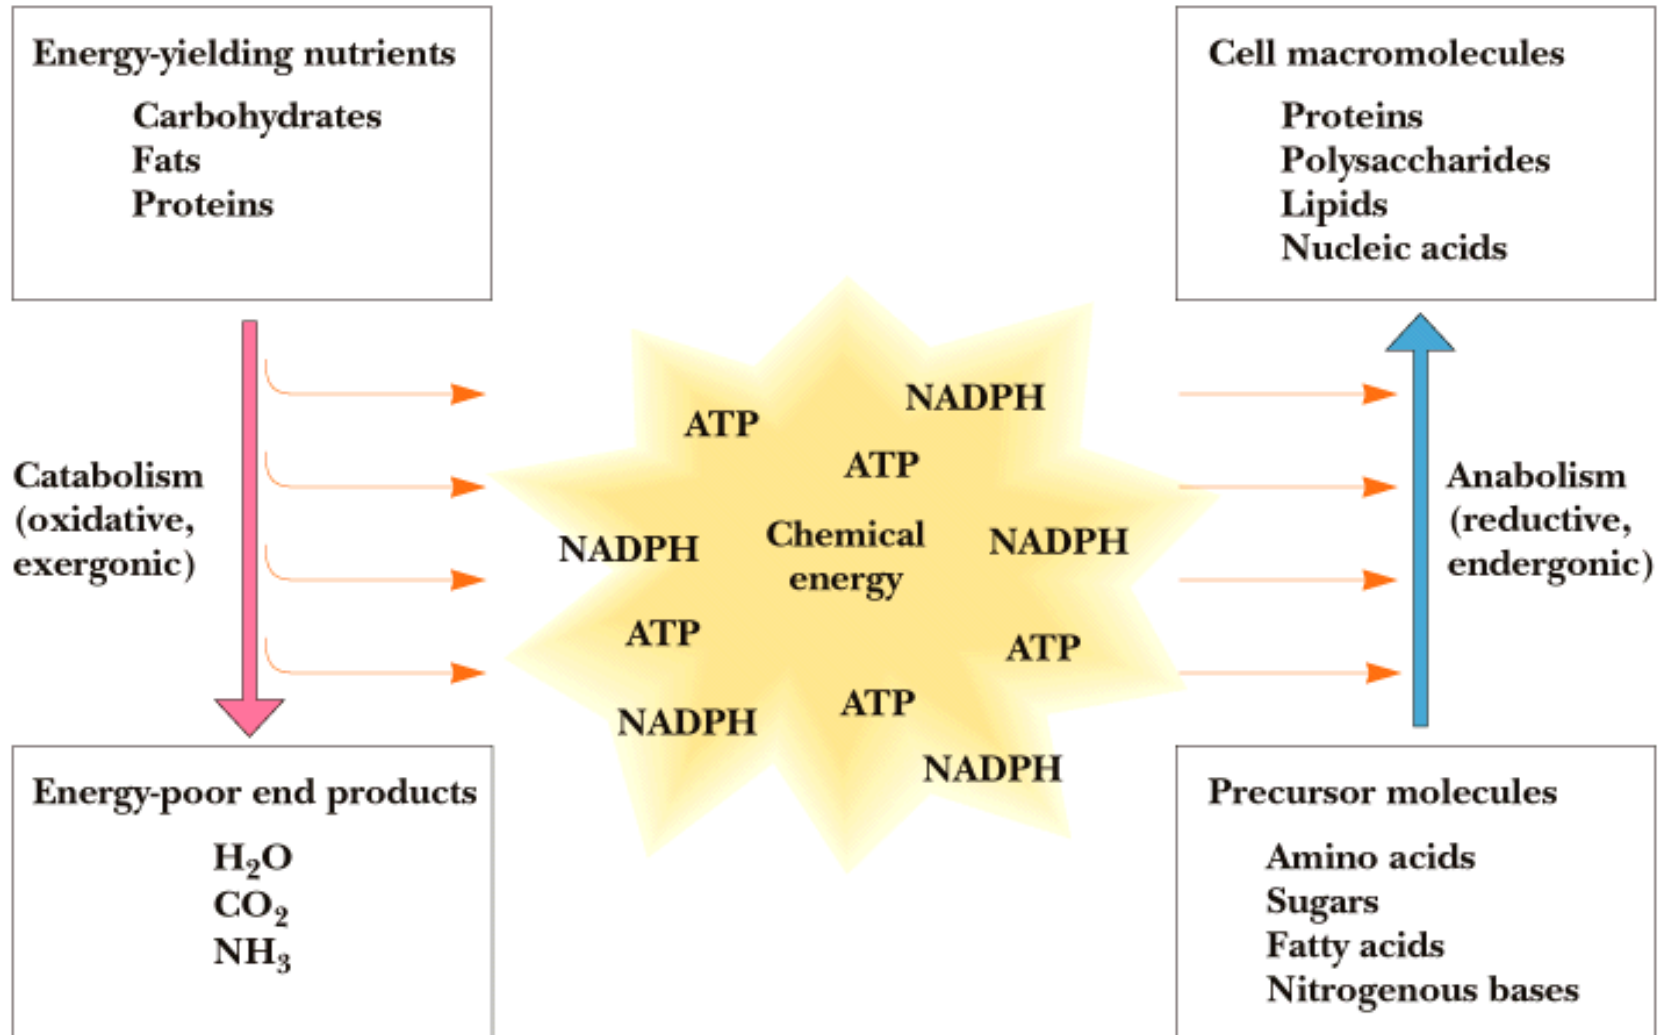 Energy-yielding nutrients
Carbohydrates
Fats
Proteins
Cell macromolecules
Proteins
Polysaccharides
Lipids
Nucleic acids
Catabolism
(oxidative,
exergonic)
ATP
NADPH
ATP
NADPH
Chemical
energy
NADPH
ATP
ATP
NADPH
ATP
NADPH
Anabolism
(reductive,
endergonic)
Energy-poor end products
H₂O
CO₂
NH₃
Precursor molecules
Amino acids
Sugars
Fatty acids
Nitrogenous bases